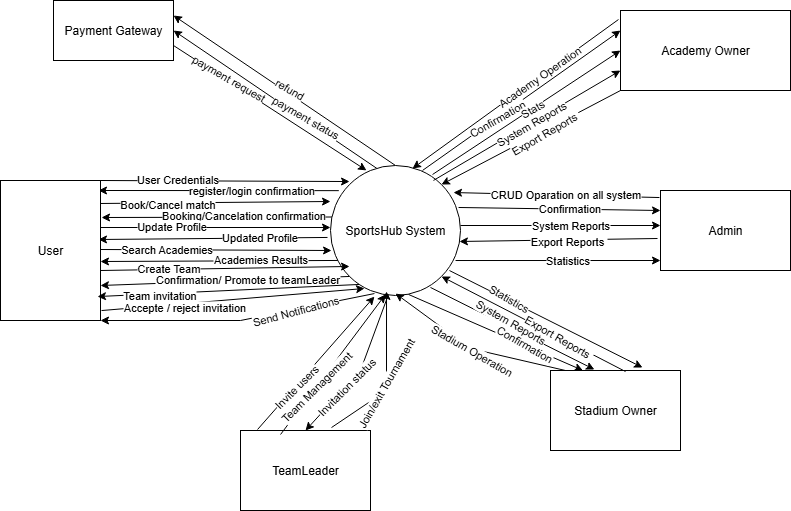 Payment Gateway
Academy Owner
refund
payment request
payment status
Academy Operation
Confirmation
Stats
System Reports
Export Reports
User
User Credentials
register/login confirmation
Book/Cancel match
Booking/Cancelation confirmation
Update Profile
Updated Profile
Search Academies
Academies Results
Create Team
Confirmation/ Promote to teamLeader
Team invitation
Accepte / reject invitation
Send Notifications
SportsHub System
CRUD Oparation on all system
Confirmation
System Reports
Export Reports
Statistics
Admin
Statistics
Export Reports
System Reports
Confirmation
Stadium Operation
Stadium Owner
Invite users
Team Management
Invitation status
Join/exit Tournament
TeamLeader